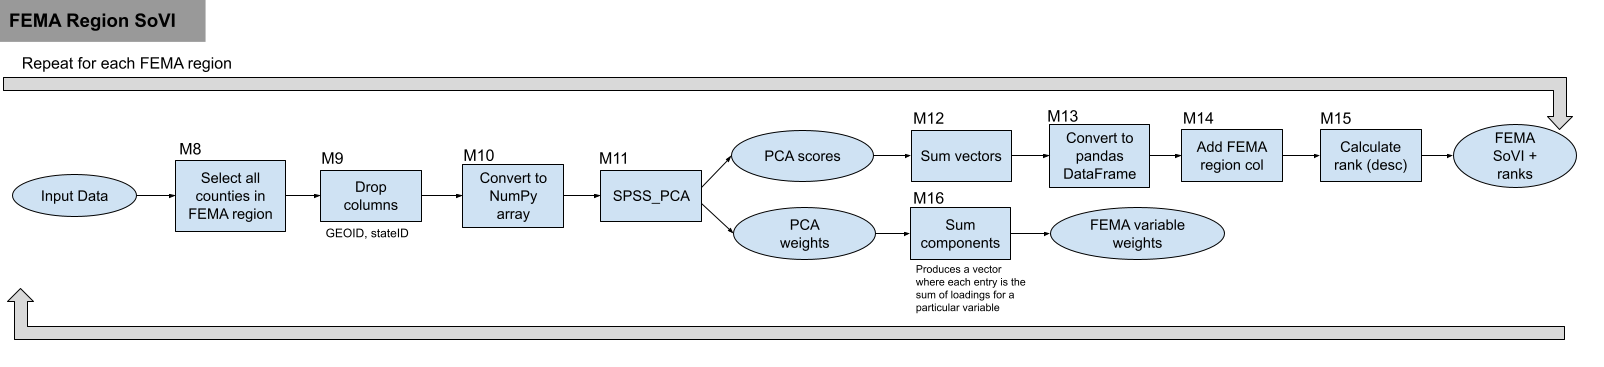 FEMA Region SoVI
Repeat for each FEMA region
Input Data
M8
Select all
counties in
FEMA region
M9
Drop
columns
GEOID, stateID
M10
Convert to
NumPy
array
M11
SPSS_PCA
PCA scores
M12
Sum vectors
M13
Convert to
pandas
DataFrame
M14
Add FEMA
region col
M15
Calculate
rank (desc)
FEMA
SoVI +
ranks
PCA
weights
M16
Sum
components
Produces a vector
where each entry is the
sum of loadings for a
particular variable
FEMA variable
weights